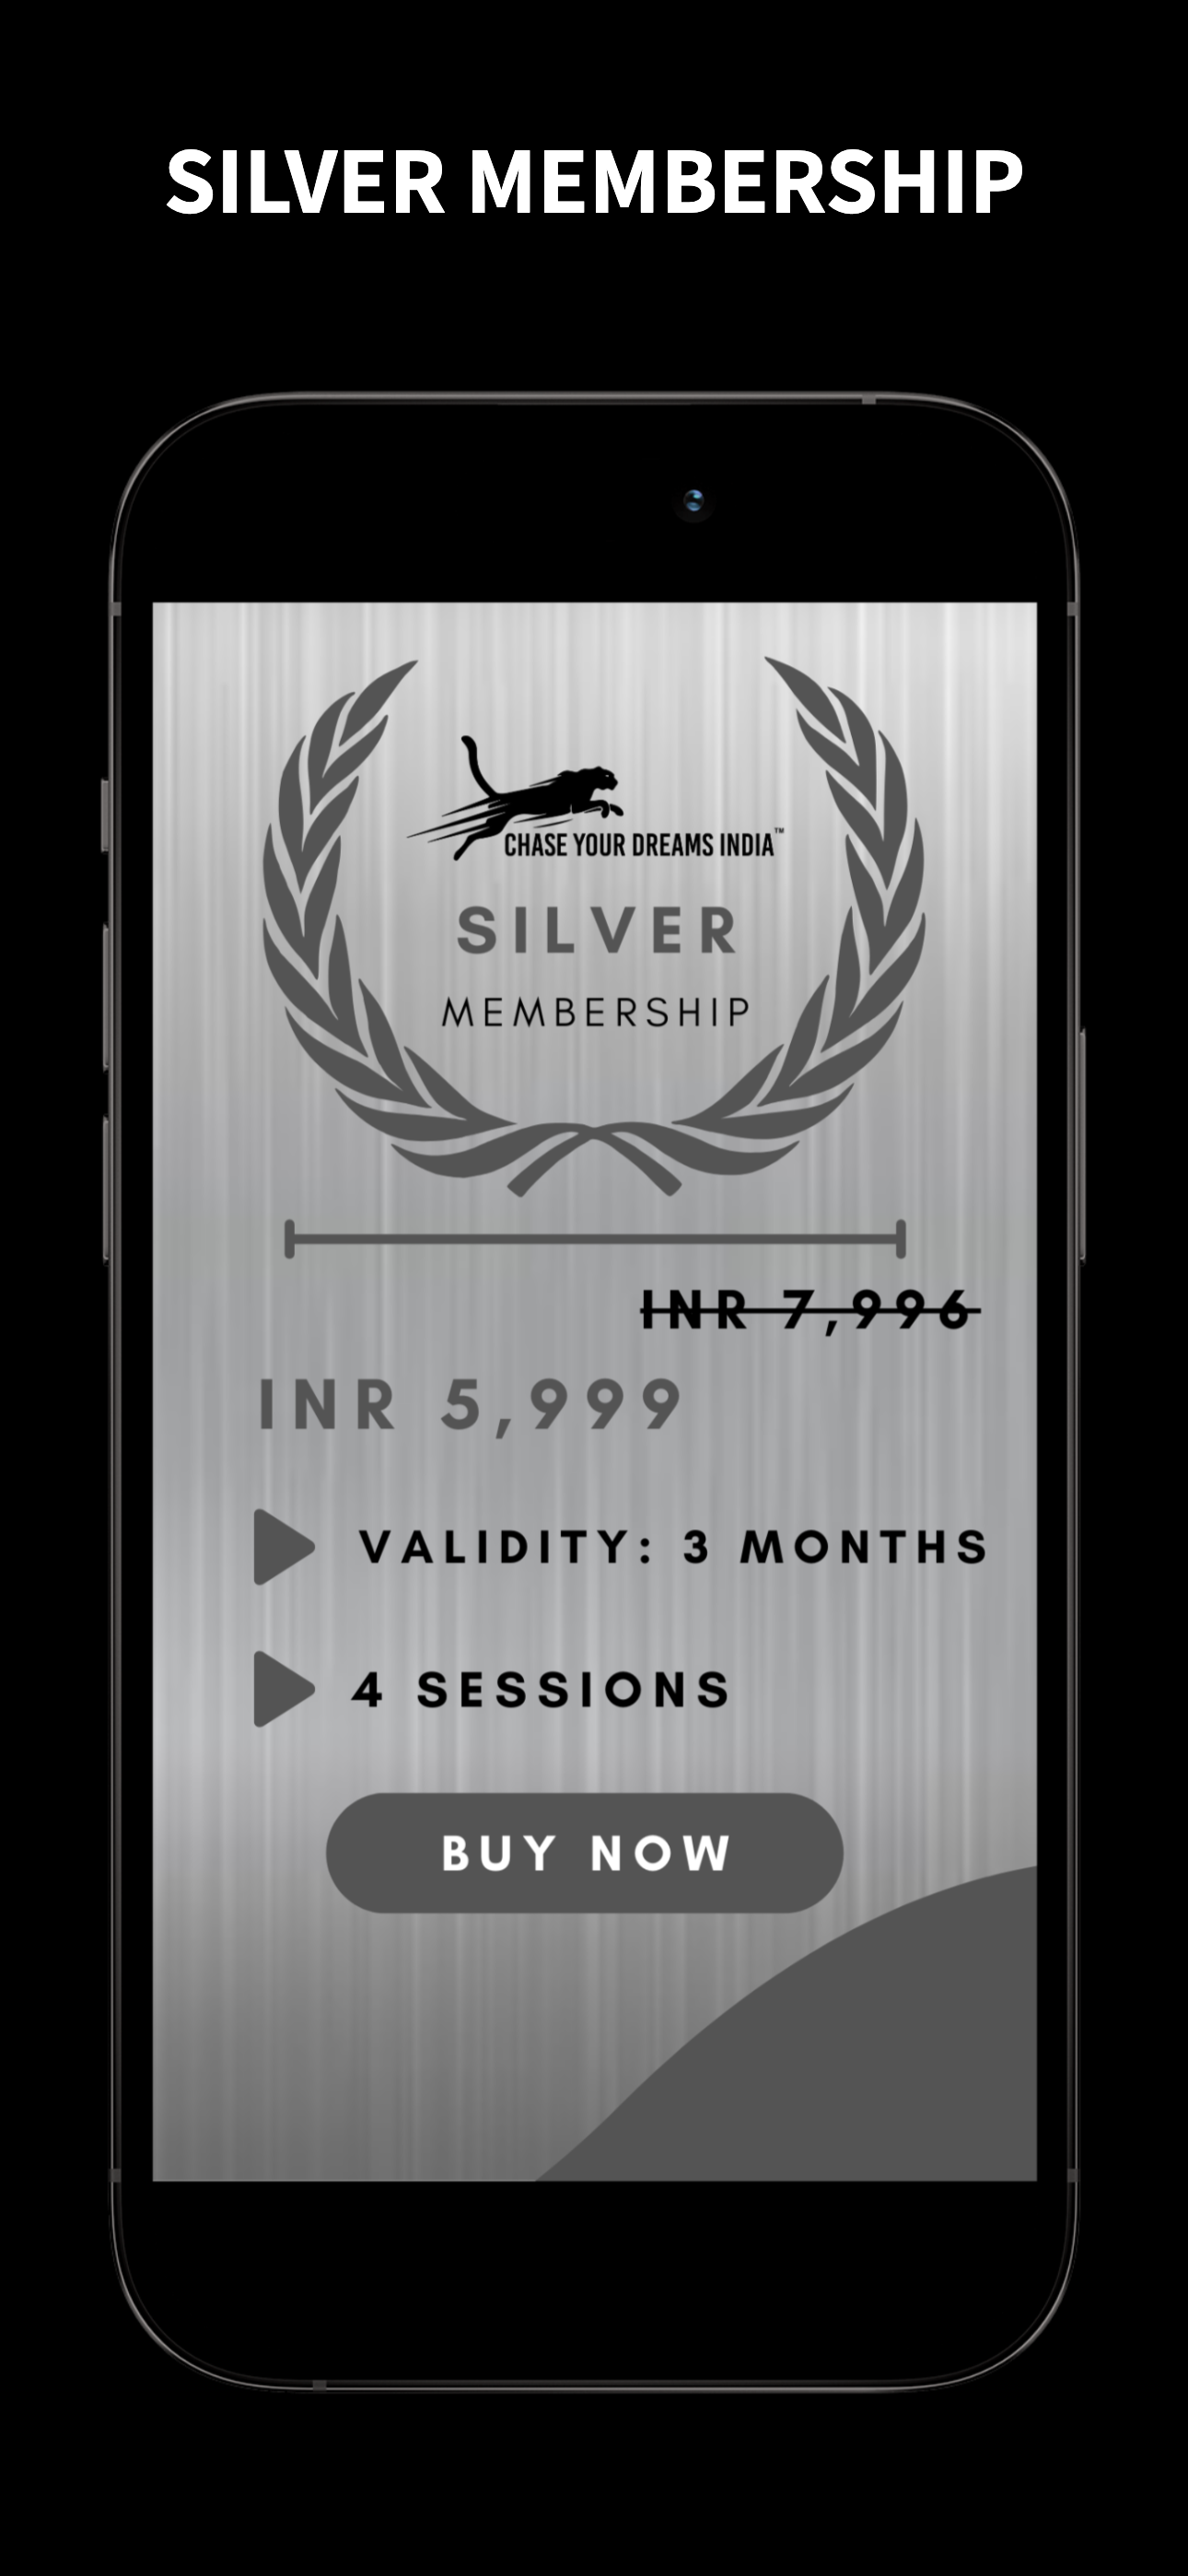 SILVER MEMBERSHIP
CHASE YOUR DREAMS INDIA™
SILVER
MEMBERSHIP
INR 7,996
INR 5,999
VALIDITY: 3 MONTHS
4 SESSIONS
BUY NOW